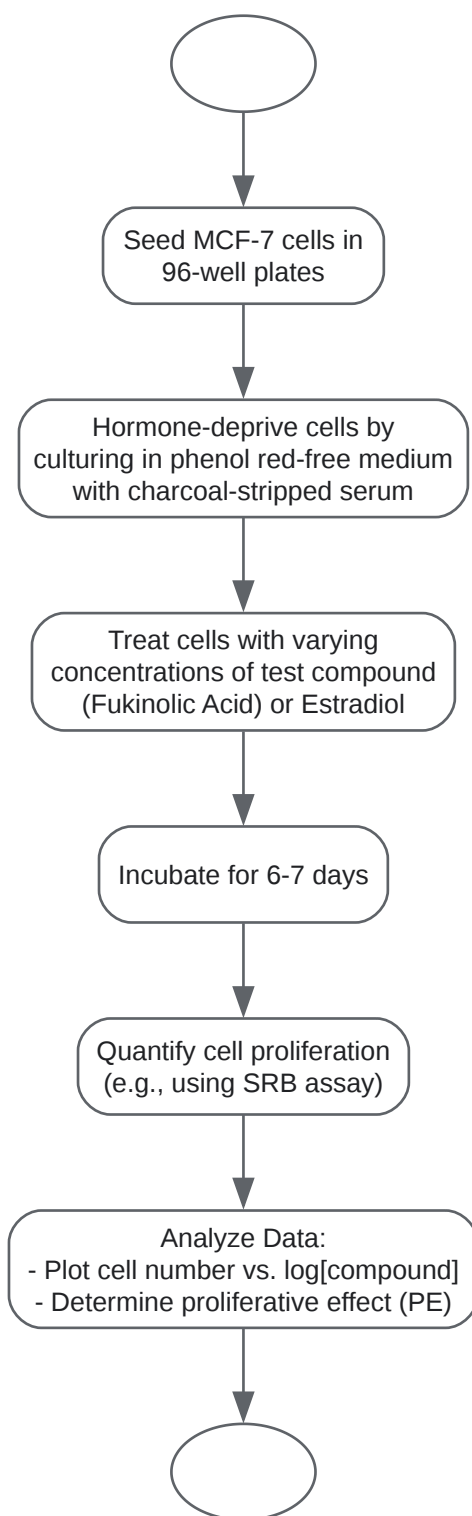 Seed MCF-7 cells in
96-well plates
Hormone-deprive cells by
culturing in phenol red-free medium
with charcoal-stripped serum
Treat cells with varying
concentrations of test compound
(Fukinolic Acid) or Estradiol
Incubate for 6-7 days
Quantify cell proliferation
(e.g., using SRB assay)
Analyze Data:
- Plot cell number vs. log[compound]
- Determine proliferative effect (PE)